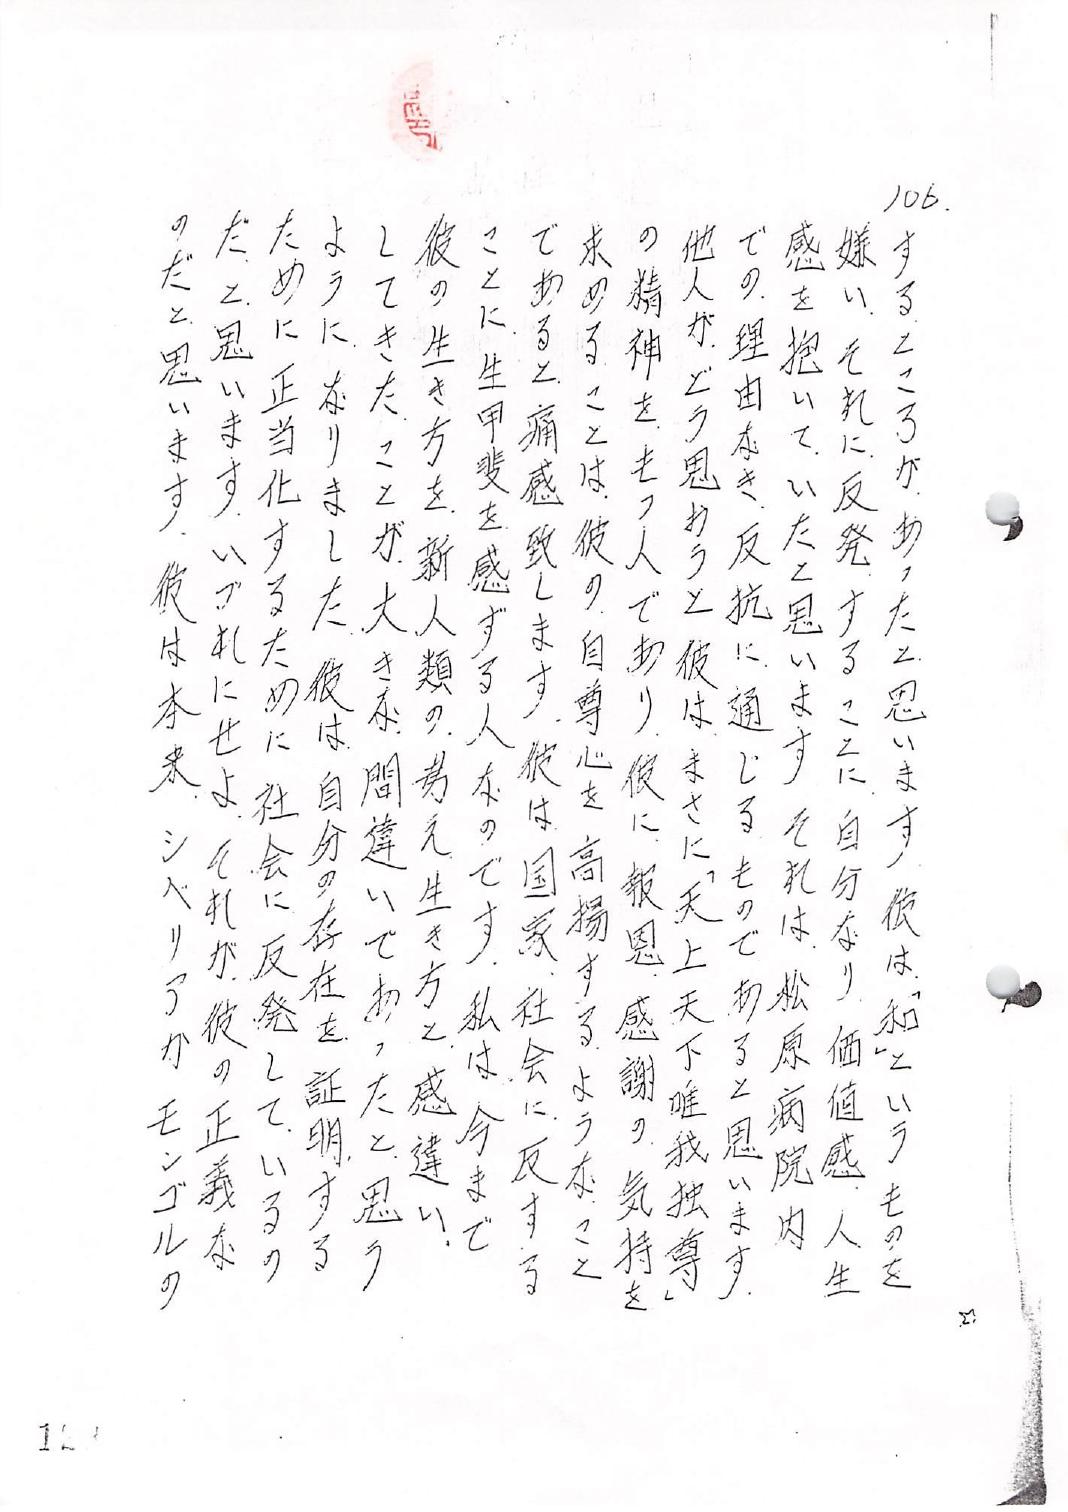 106.
するところが、あったと、思います。彼は、「和」というものを
嫌い、それに、反発、することに、自分なり、価値感、人生
感を抱いて、いたと思います。それは、松原病院内
での、理由なき、反抗に、通じるものであると思います。
他人が、どう思おうと、彼は、まさに「天上天下唯我独尊」
の精神を、もつ人であり、彼に、報恩、感謝の、気持を
求めることは、彼の、自尊心を、高揚するような、こと
であると、痛感致します。彼は、国家、社会に、反する
ことに、生甲斐を、感ずる人なのです。私は、今まで
彼の生き方を、新人類の、考え、生き方と、感違い、
してきた、ことが、大きな、間違いであったと、思う
ように、なりました。彼は、自分の存在を、証明する
ために、正当化するために、社会に、反発して、いるの
だ、と、思います。いづれにせよ、それが、彼の正義な
のだと、思います。彼は本来、シベリアか、モンゴルの